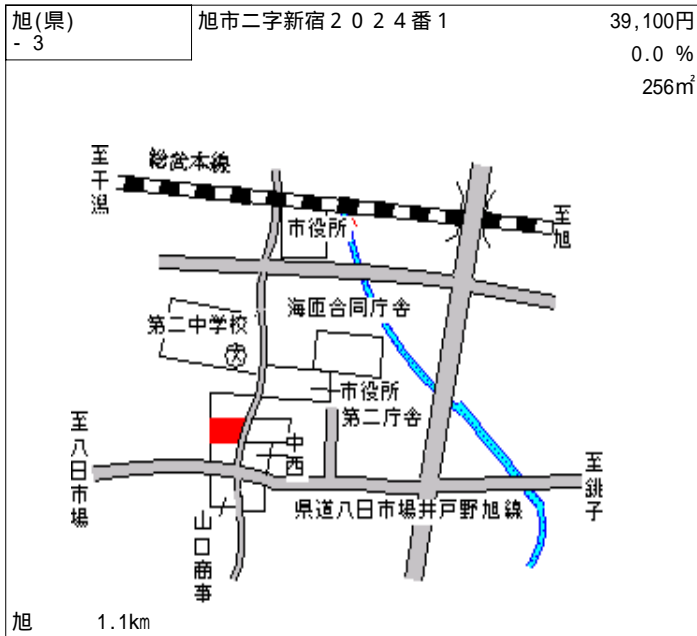 旭(県)
- 3
旭市二字新宿２０２４番１
39,100円
0.0 %
256㎡
至干潟
総武本線
至旭
市役所
海匝合同庁舎
第二中学校
文
市役所
第二庁舎
至八日市場
中西
至銚子
県道八日市場井戸野旭線
山口商事
旭 1.1km